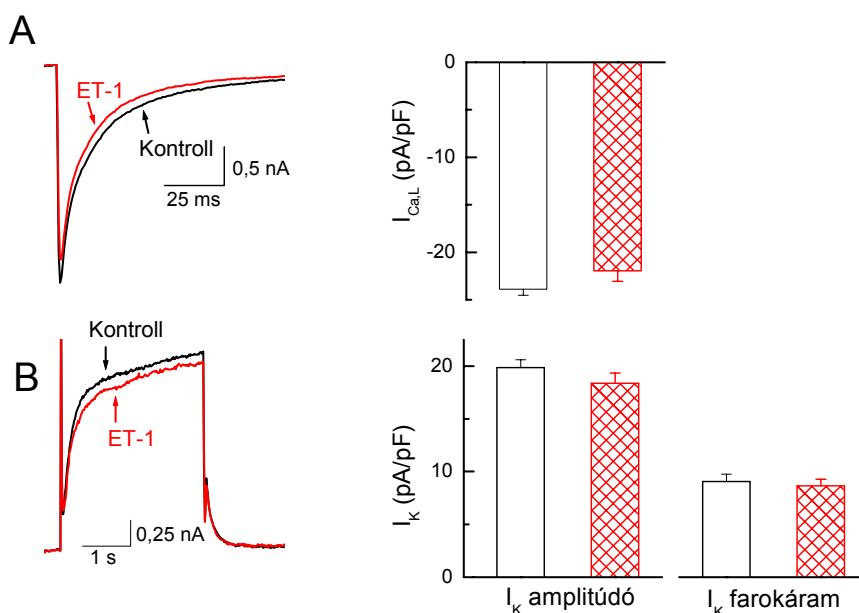 A
ET-1
Kontroll
0,5 nA
25 ms
I_Ca,L (pA/pF)
0
-10
-20
B
Kontroll
ET-1
0,25 nA
1 s
I_K (pA/pF)
20
10
0
I_K amplitúdó
I_K farokáram